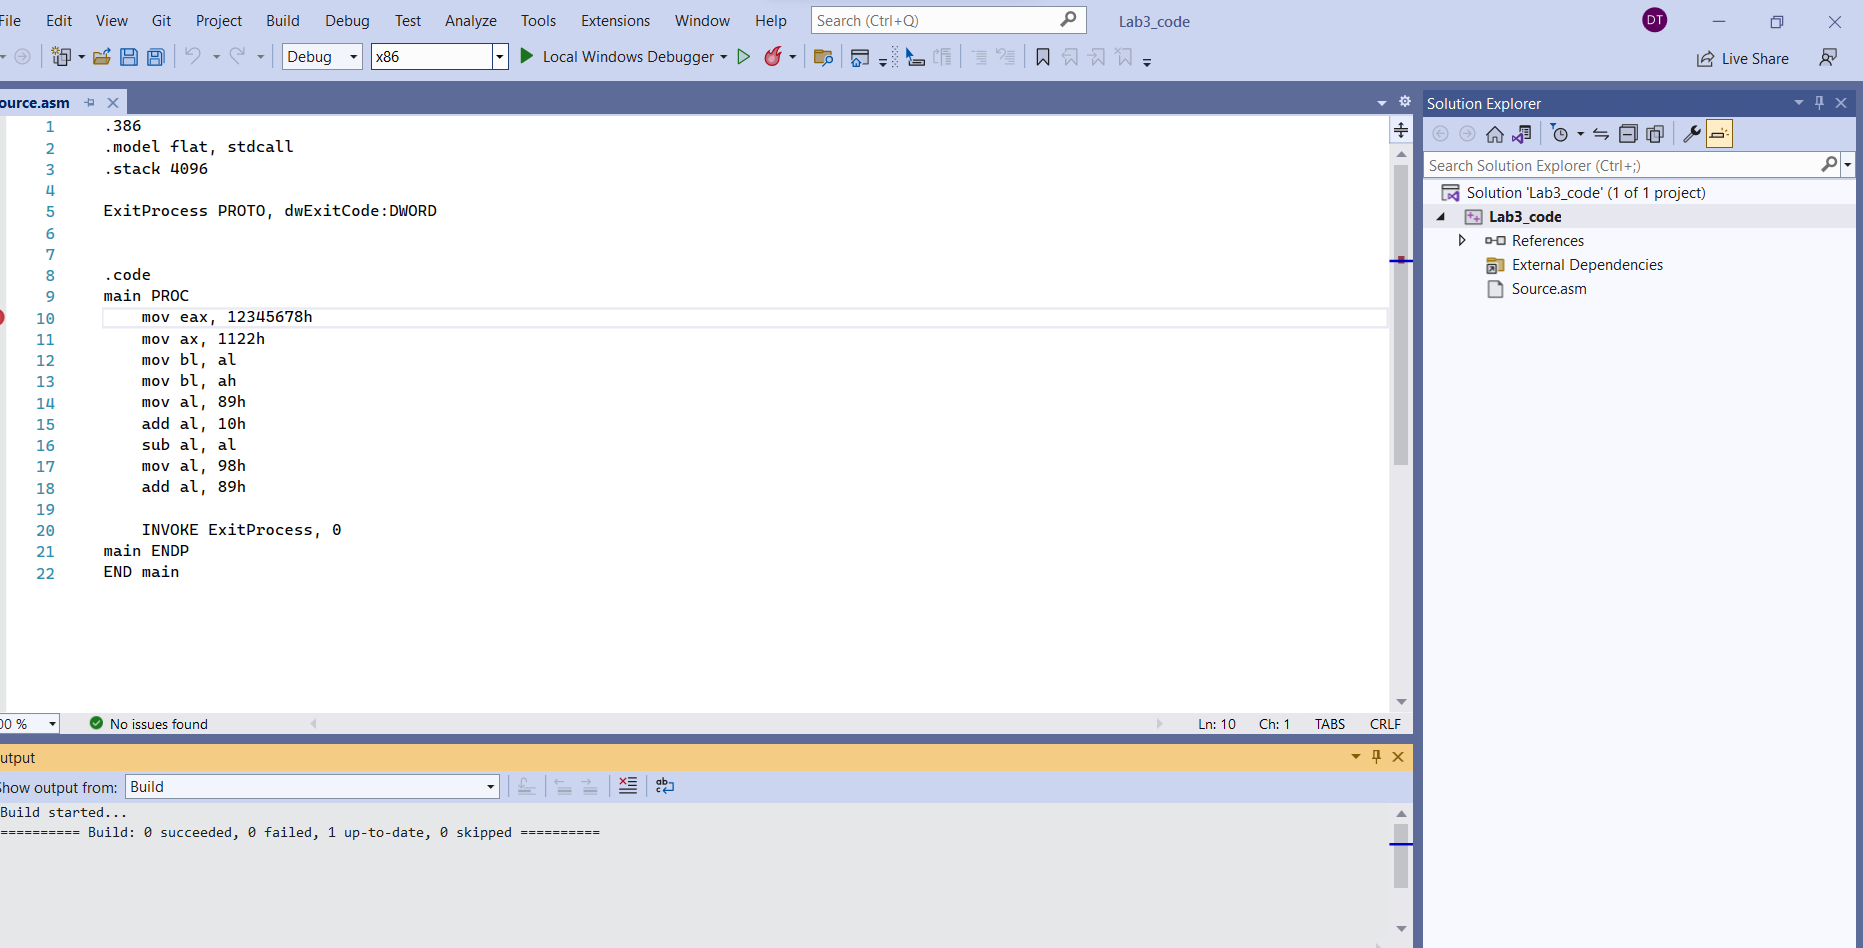 File Edit View Git Project Build Debug Test Analyze Tools Extensions Window Help Search (Ctrl+Q) Lab3_code DT
Debug x86 Local Windows Debugger Live Share
ource.asm
1 .386
2 .model flat, stdcall
3 .stack 4096
4
5 ExitProcess PROTO, dwExitCode:DWORD
6
7
8 .code
9 main PROC
10 mov eax, 12345678h
11 mov ax, 1122h
12 mov bl, al
13 mov bl, ah
14 mov al, 89h
15 add al, 10h
16 sub al, al
17 mov al, 98h
18 add al, 89h
19
20 INVOKE ExitProcess, 0
21 main ENDP
22 END main
00 % No issues found Ln: 10 Ch: 1 TABS CRLF
utput
Show output from: Build
Build started...
========== Build: 0 succeeded, 0 failed, 1 up-to-date, 0 skipped ==========
Solution Explorer
Search Solution Explorer (Ctrl+;)
Solution 'Lab3_code' (1 of 1 project)
Lab3_code
References
External Dependencies
Source.asm